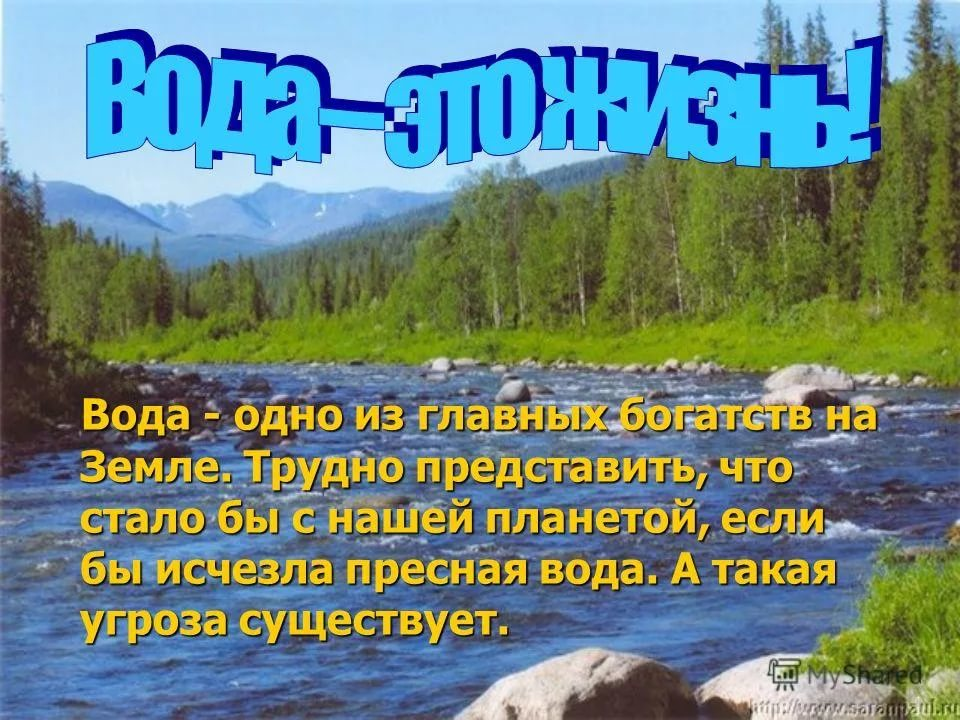 Вода – это жизнь!
Вода - одно из главных богатств на
Земле. Трудно представить, что
стало бы с нашей планетой, если
бы исчезла пресная вода. А такая
угроза существует.
MyShared
http://www.saranpaul.ru